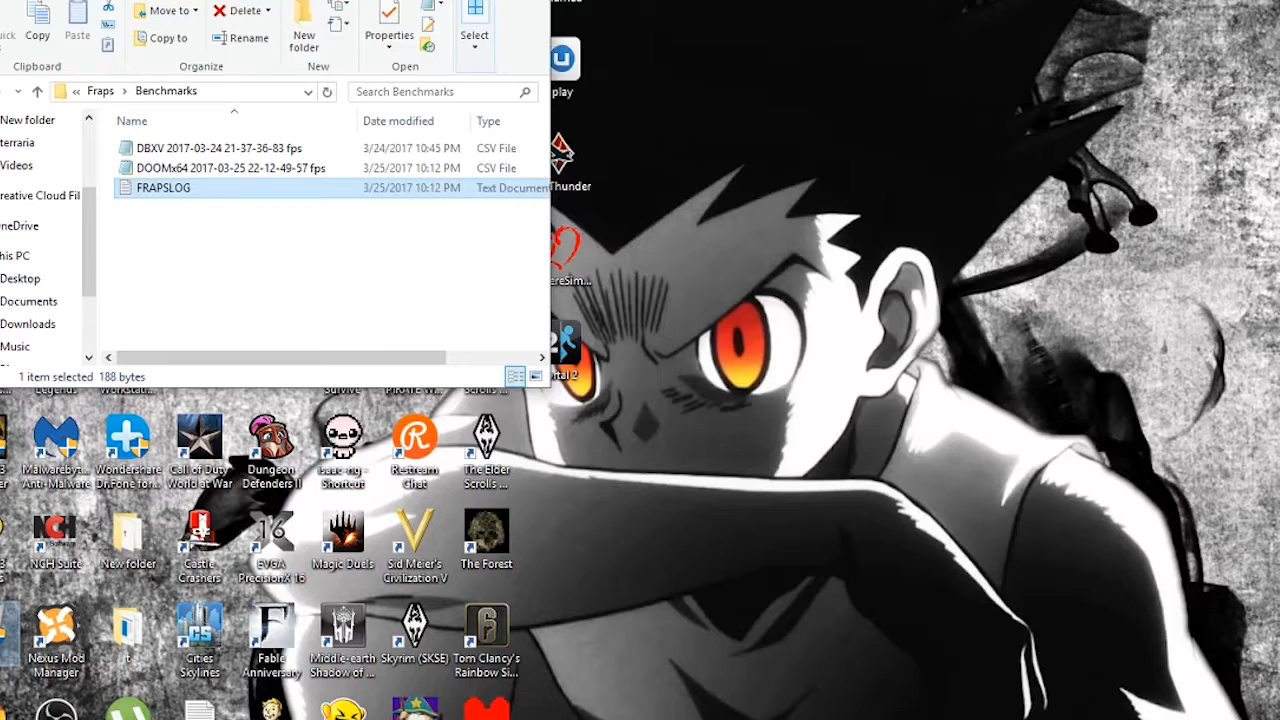 Copy
Paste
Move to
Copy to
Delete
Rename
New
folder
Properties
Select
Clipboard
Organize
New
Open
« Fraps > Benchmarks
Search Benchmarks
Name
Date modified
Type
DBXV 2017-03-24 21-37-36-83 fps
3/24/2017 10:45 PM
CSV File
DOOMx64 2017-03-25 22-12-49-57 fps
3/25/2017 10:12 PM
CSV File
FRAPSLOG
3/25/2017 10:12 PM
Text Document
New folder
terraria
Videos
reative Cloud Fil
neDrive
his PC
Desktop
Documents
Downloads
Music
1 item selected 188 bytes
play
Thunder
ereSim...
rtal 2
Malwarebyt...
Anti-Malware
Wondershare
Dr.Fone for...
Call of Duty
World at War
Dungeon
Defenders II
isaac-ng -
Shortcut
Restream
Chat
The Elder
Scrolls ...
NCH Suite
New folder
Castle
Crashers
EVGA
PrecisionX 16
Magic Duels
Sid Meier's
Civilization V
The Forest
Nexus Mod
Manager
Cities
Skylines
Fable
Anniversary
Middle-earth
Shadow of ...
Skyrim (SKSE)
Tom Clancy's
Rainbow Si...